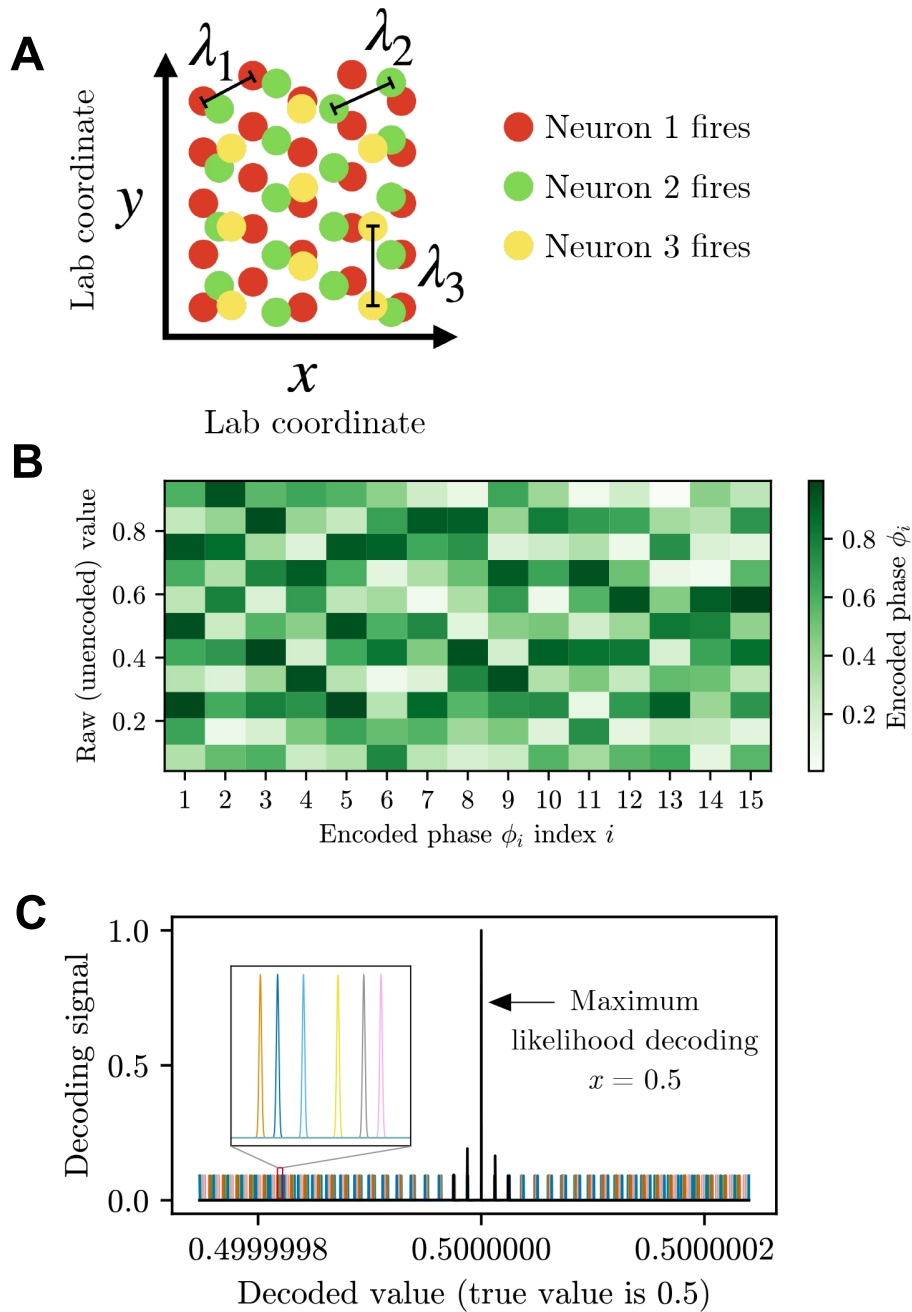 A
λ1
λ2
Lab coordinate
y
Neuron 1 fires
Neuron 2 fires
Neuron 3 fires
λ3
x
Lab coordinate
B
Raw (unencoded) value
0.8
0.6
0.4
0.2
1 2 3 4 5 6 7 8 9 10 11 12 13 14 15
Encoded phase ϕi index i
0.8
0.6
0.4
0.2
Encoded phase ϕi
C
Decoding signal
1.0
0.5
0.0
Maximum
likelihood decoding
x = 0.5
0.4999998 0.5000000 0.5000002
Decoded value (true value is 0.5)